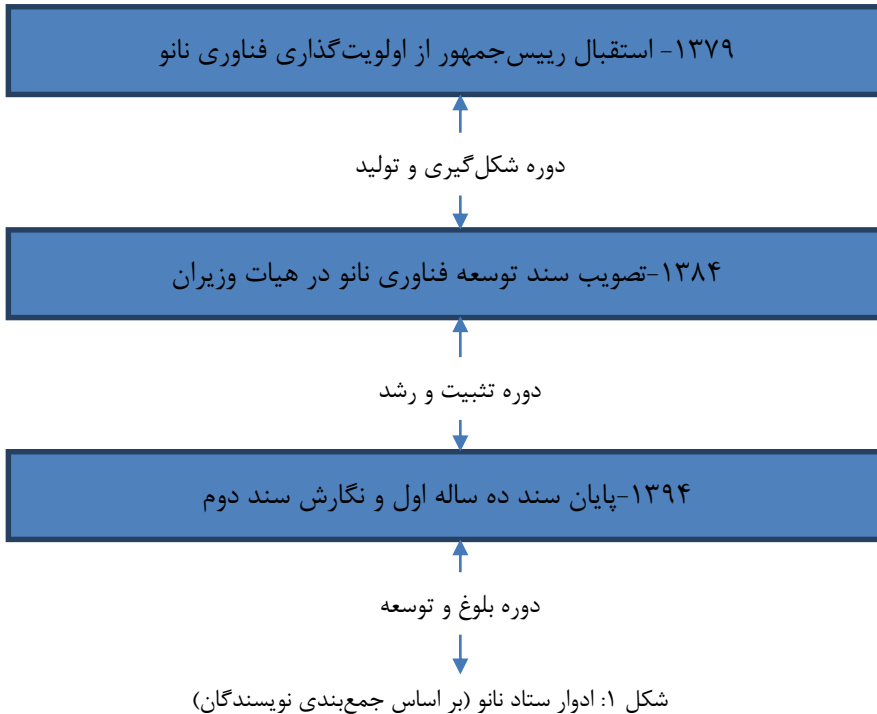 ۱۳۷۹- استقبال رییس‌جمهور از اولویت‌گذاری فناوری نانو
دوره شکل‌گیری و تولید
۱۳۸۴-تصویب سند توسعه فناوری نانو در هیات وزیران
دوره تثبیت و رشد
۱۳۹۴-پایان سند ده ساله اول و نگارش سند دوم
دوره بلوغ و توسعه
شکل ۱: ادوار ستاد نانو (بر اساس جمع‌بندی نویسندگان)